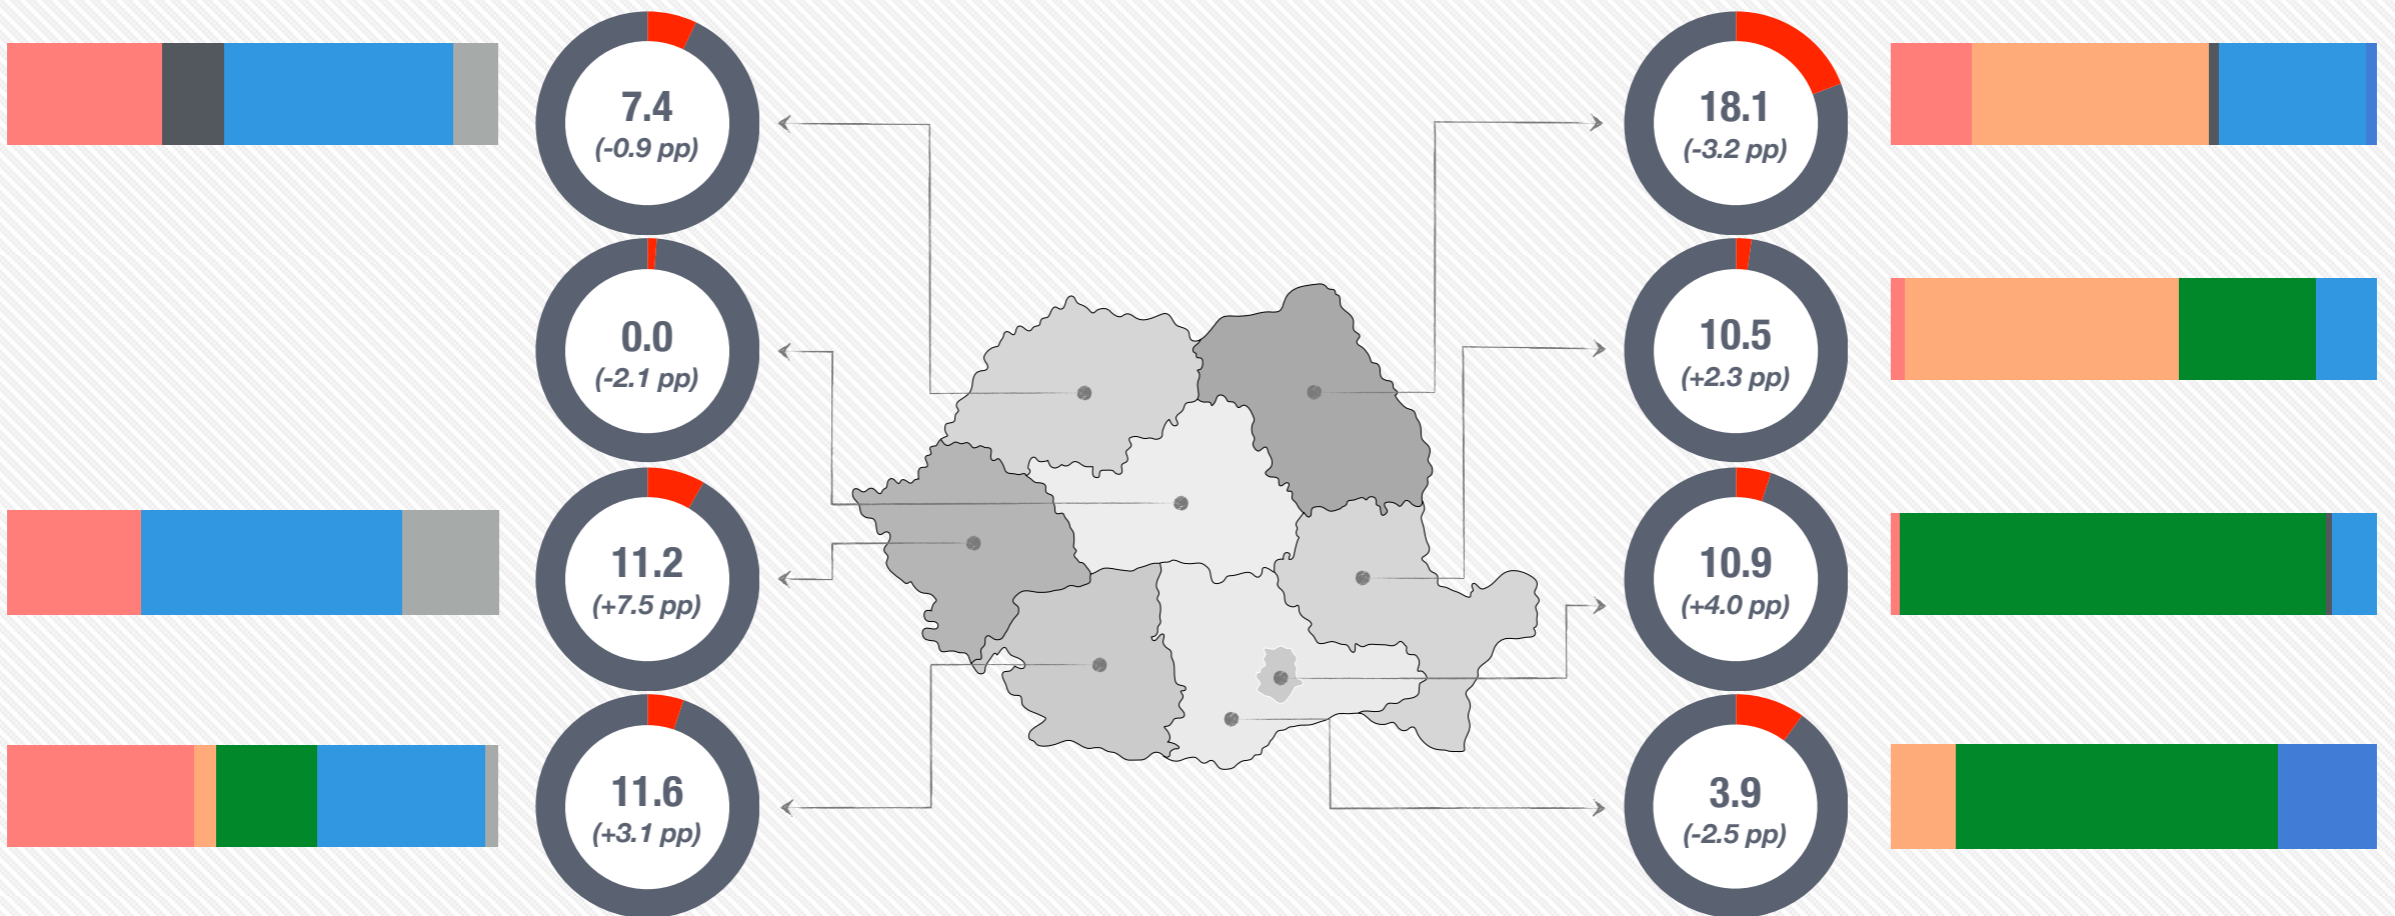 7.4
(-0.9 pp)
0.0
(-2.1 pp)
11.2
(+7.5 pp)
11.6
(+3.1 pp)
18.1
(-3.2 pp)
10.5
(+2.3 pp)
10.9
(+4.0 pp)
3.9
(-2.5 pp)